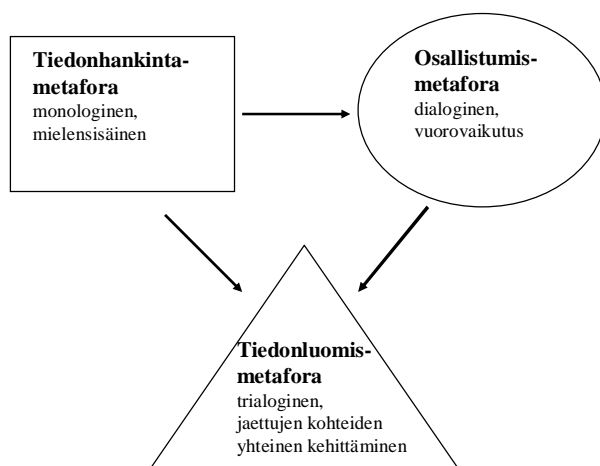 Tiedonhankinta-
metafora
monologinen,
mielensisäinen
Osallistumis-
metafora
dialoginen,
vuorovaikutus
Tiedonluomis-
metafora
trialoginen,
jaettujen kohteiden
yhteinen kehittäminen